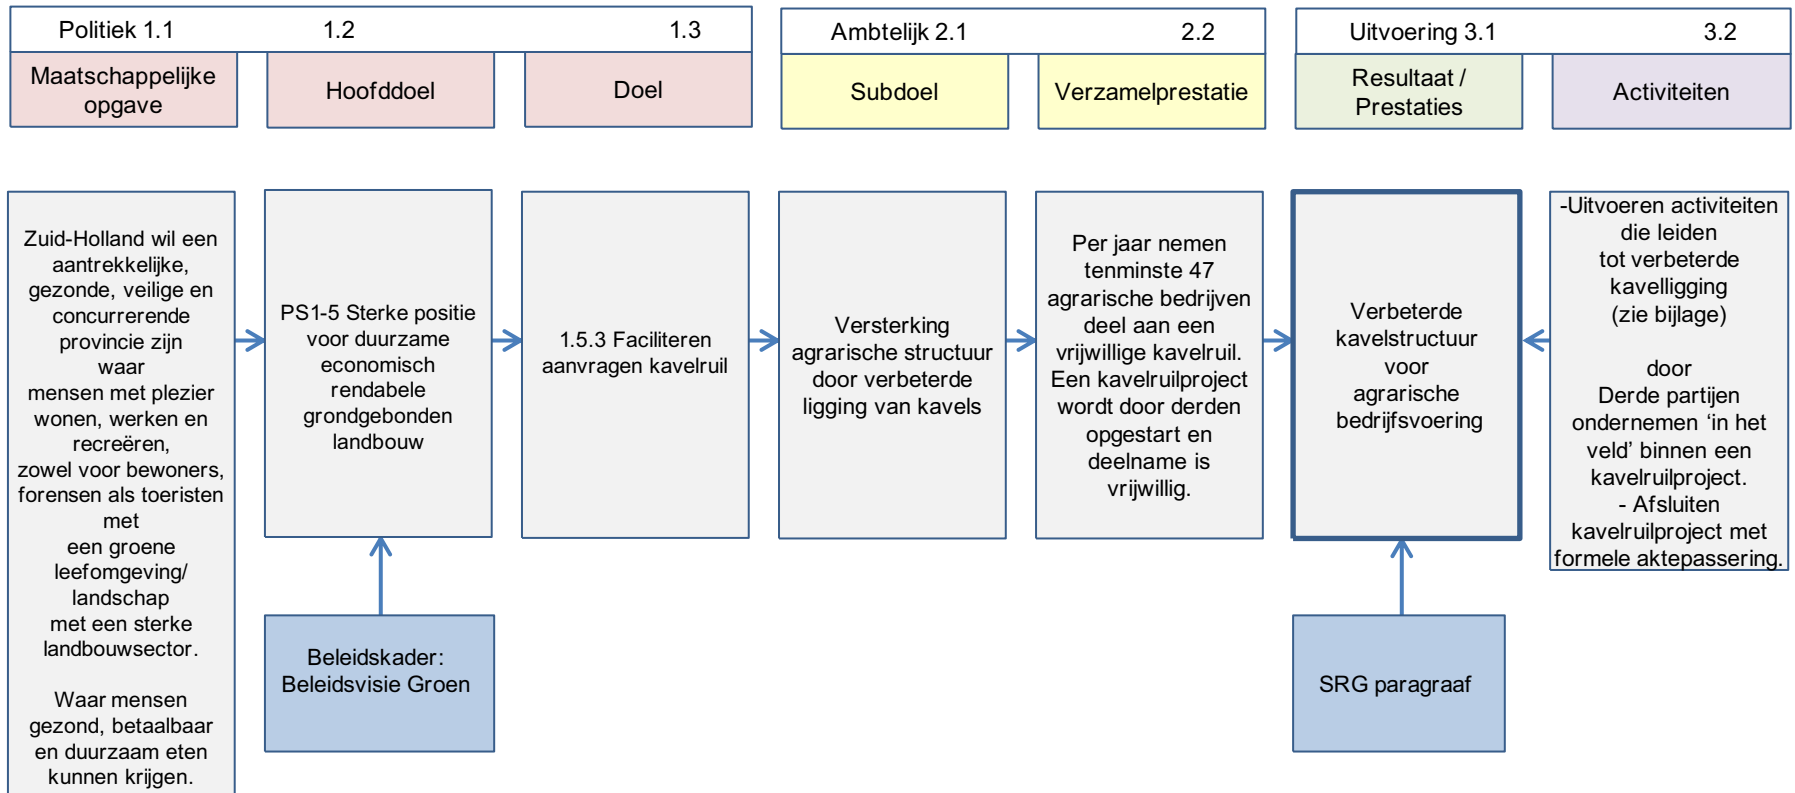 Politiek 1.1 1.2 1.3
Ambtelijk 2.1 2.2
Uitvoering 3.1 3.2
Maatschappelijke
opgave
Hoofddoel
Doel
Subdoel
Verzamelprestatie
Resultaat /
Prestaties
Activiteiten
Zuid-Holland wil een
aantrekkelijke,
gezonde, veilige en
concurrerende
provincie zijn
waar
mensen met plezier
wonen, werken en
recreëren,
zowel voor bewoners,
forensen als toeristen
met
een groene
leefomgeving/
landschap
met een sterke
landbouwsector.
Waar mensen
gezond, betaalbaar
en duurzaam eten
kunnen krijgen.
PS1-5 Sterke positie
voor duurzame
economisch
rendabele
grondgebonden
landbouw
1.5.3 Faciliteren
aanvragen kavelruil
Versterking
agrarische structuur
door verbeterde
ligging van kavels
Per jaar nemen
tenminste 47
agrarische bedrijven
deel aan een
vrijwillige kavelruil.
Een kavelruilproject
wordt door derden
opgestart en
deelname is
vrijwillig.
Verbeterde
kavelstructuur
voor
agrarische
bedrijfsvoering
-Uitvoeren activiteiten
die leiden
tot verbeterde
kavelligging
(zie bijlage)
door
Derde partijen
ondernemen ‘in het
veld’ binnen een
kavelruilproject.
- Afsluiten
kavelruilproject met
formele aktepassering.
Beleidskader:
Beleidsvisie Groen
SRG paragraaf